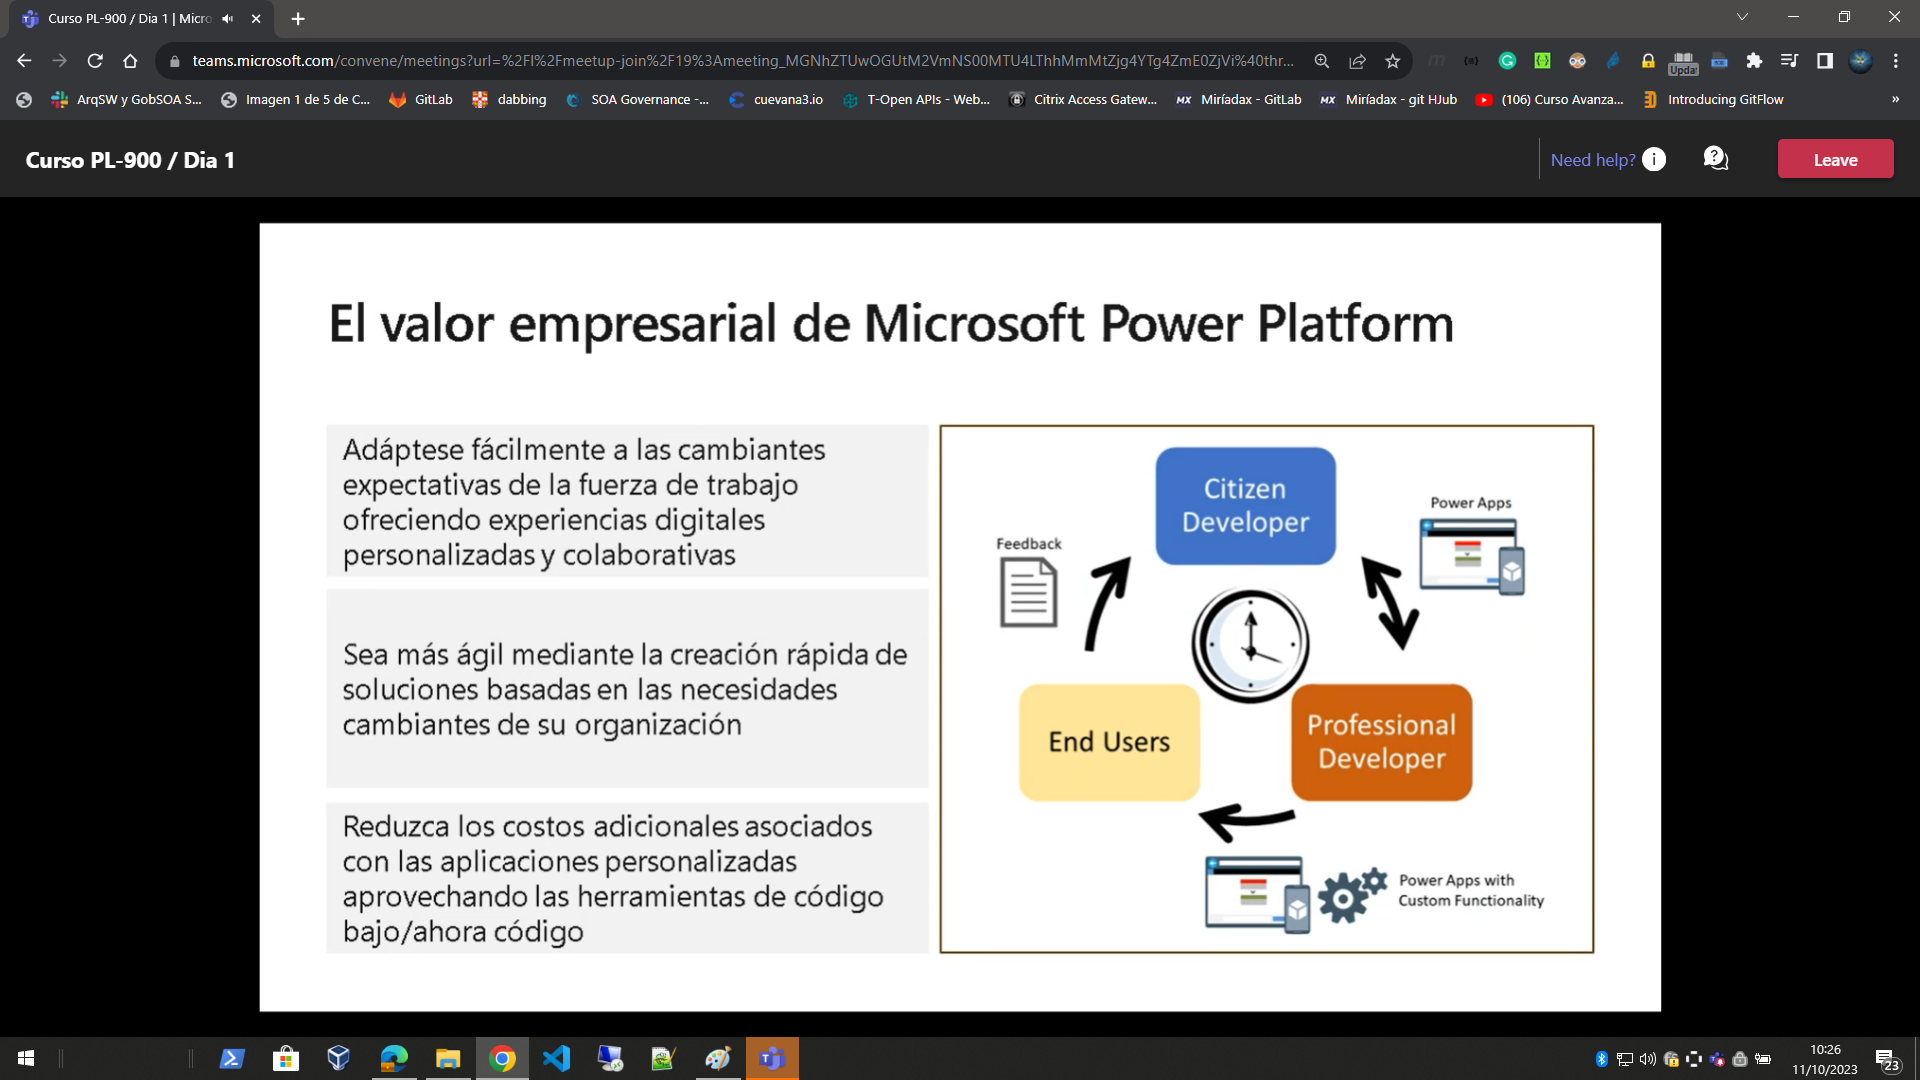 Curso PL-900 / Dia 1 | Micro
teams.microsoft.com/convene/meetings?url=%2Fl%2Fmeetup-join%2F19%3Ameeting_MGNhZTUwOGUtM2VmNS00MTU4LThhMmMtZjg4YTg4ZmE0ZjVi%40thr...
Upda
ArqSW y GobSOA S...
Imagen 1 de 5 de C...
GitLab
dabbing
SOA Governance -...
cuevana3.io
T-Open APIs - Web...
Citrix Access Gatew...
Miríadax - GitLab
Miríadax - git HJub
(106) Curso Avanza...
Introducing GitFlow
»
Curso PL-900 / Dia 1
Need help?
Leave
El valor empresarial de Microsoft Power Platform
Adáptese fácilmente a las cambiantes
expectativas de la fuerza de trabajo
ofreciendo experiencias digitales
personalizadas y colaborativas
Sea más ágil mediante la creación rápida de
soluciones basadas en las necesidades
cambiantes de su organización
Reduzca los costos adicionales asociados
con las aplicaciones personalizadas
aprovechando las herramientas de código
bajo/ahora código
Citizen
Developer
Power Apps
Feedback
End Users
Professional
Developer
Power Apps with
Custom Functionality
10:26
11/10/2023
23